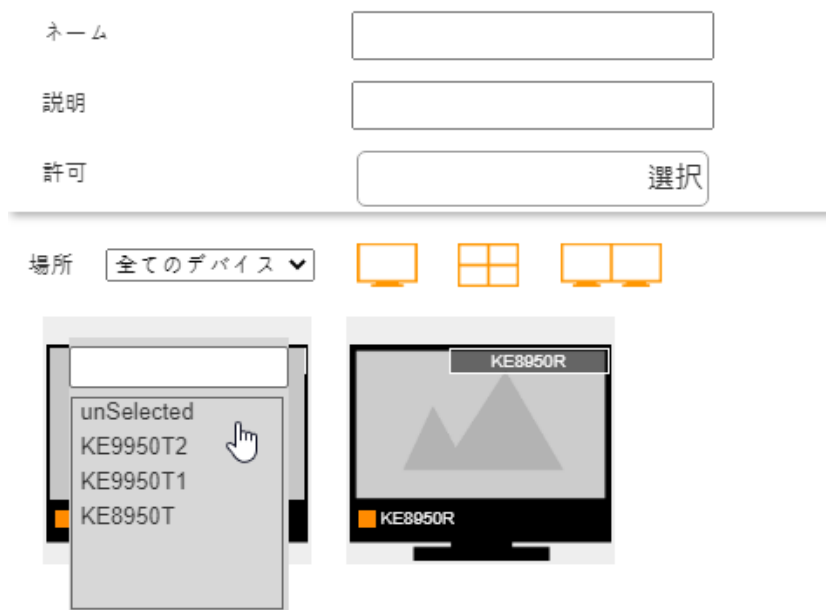 ネーム
説明
許可
選択
場所 全てのデバイス
KE8950R
unSelected
KE9950T2
KE9950T1
KE8950T
KE8950R